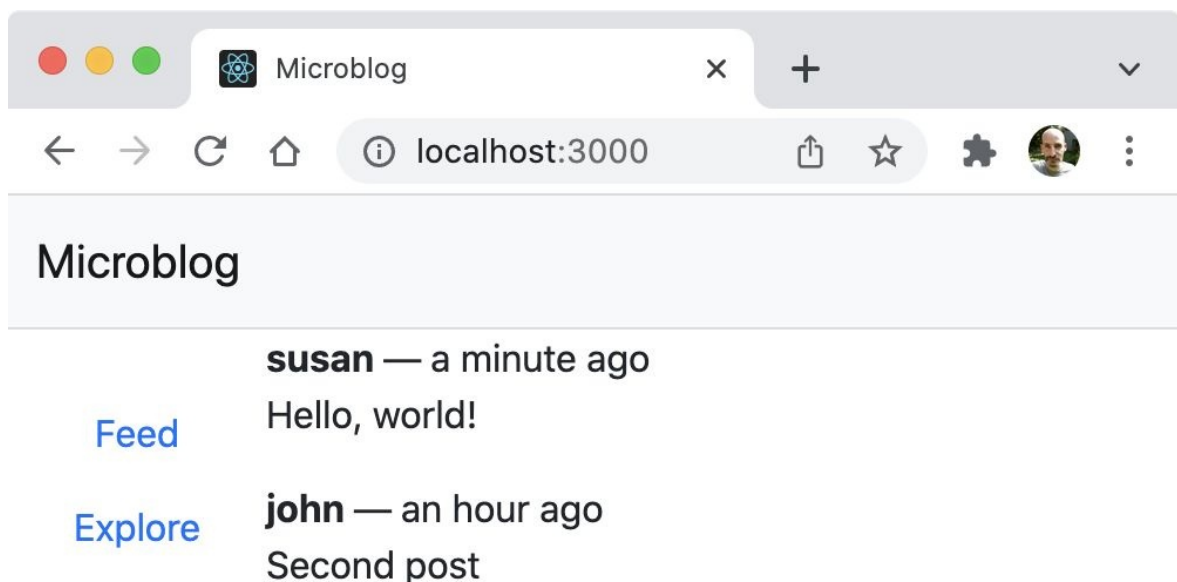 Microblog
localhost:3000
Microblog
Feed
Explore
susan — a minute ago
Hello, world!
john — an hour ago
Second post